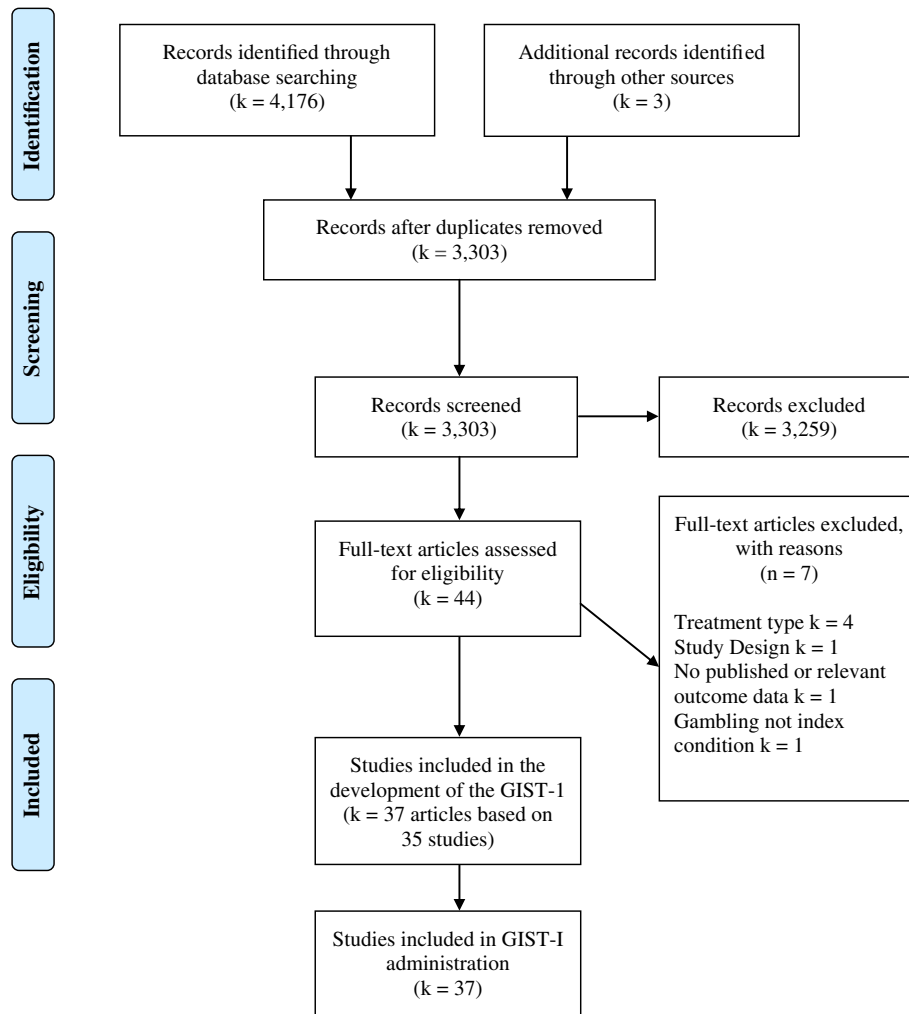 Identification
Records identified through
database searching
(k = 4,176)
Additional records identified
through other sources
(k = 3)
Records after duplicates removed
(k = 3,303)
Screening
Records screened
(k = 3,303)
Records excluded
(k = 3,259)
Eligibility
Full-text articles assessed
for eligibility
(k = 44)
Full-text articles excluded,
with reasons
(n = 7)
Treatment type k = 4
Study Design k = 1
No published or relevant
outcome data k = 1
Gambling not index
condition k = 1
Included
Studies included in the
development of the GIST-1
(k = 37 articles based on
35 studies)
Studies included in GIST-I
administration
(k = 37)